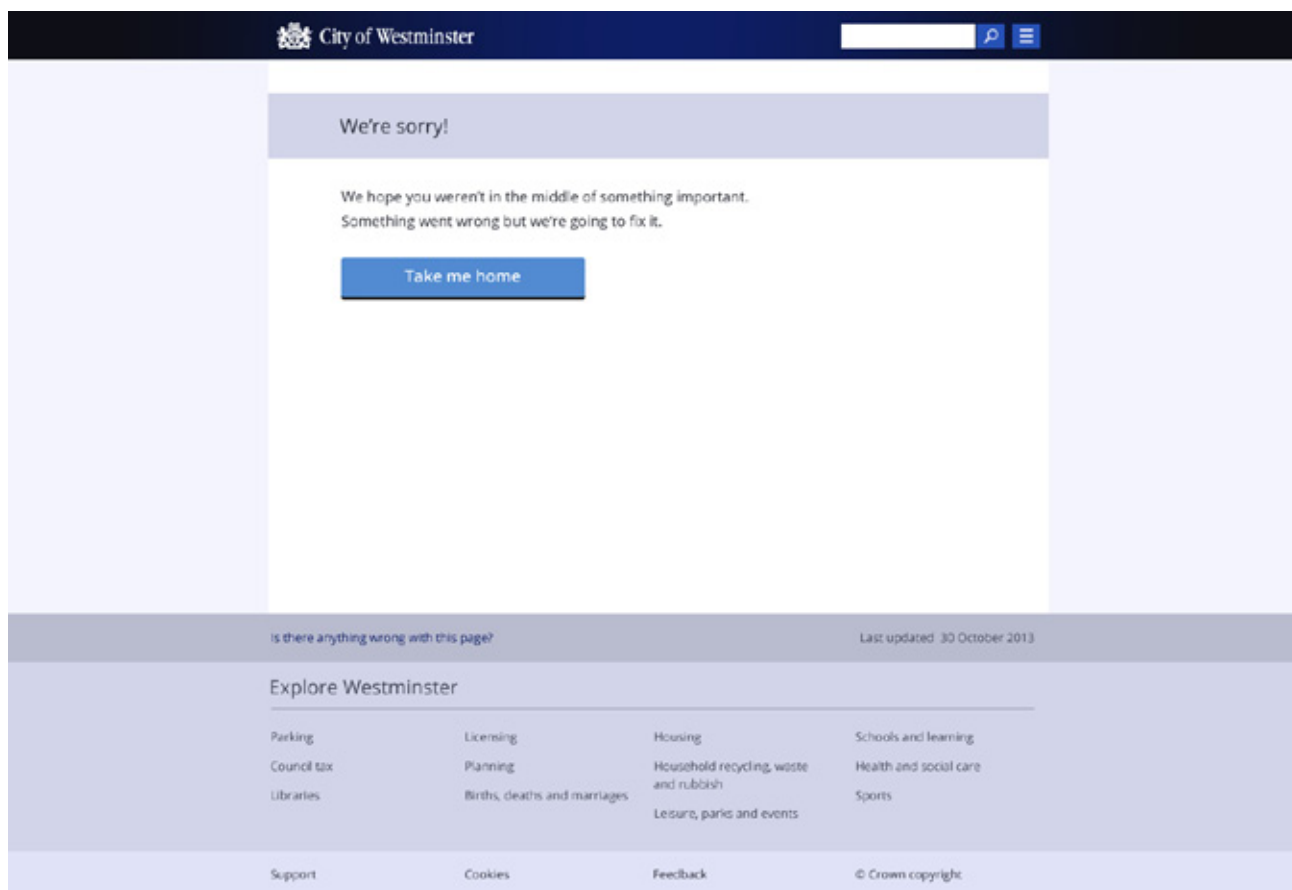 City of Westminster
We're sorry!
We hope you weren't in the middle of something important.
Something went wrong but we're going to fix it.
Take me home
Is there anything wrong with this page?
Last updated 30 October 2013
Explore Westminster
Parking
Council tax
Libraries
Licensing
Planning
Births, deaths and marriages
Housing
Household recycling, waste
and rubbish
Leisure, parks and events
Schools and learning
Health and social care
Sports
Support
Cookies
Feedback
© Crown copyright